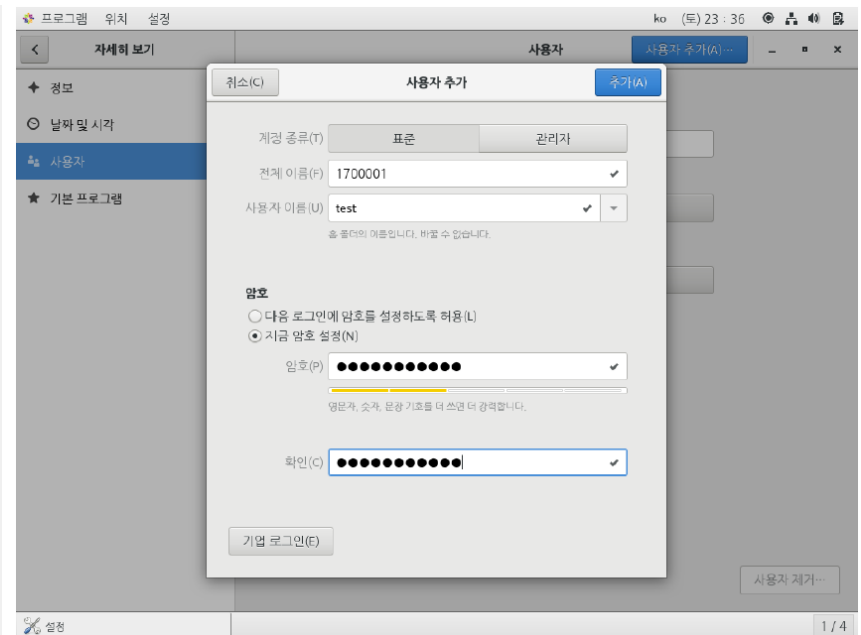 프로그램 위치 설정 ko (토) 23 : 36
자세히 보기 사용자 사용자 추가(A)…
정보
날짜 및 시각
사용자
기본 프로그램
취소(C) 사용자 추가 추가(A)
계정 종류(T) 표준 관리자
전체 이름(F) 1700001
사용자 이름(U) test
홈 폴더의 이름입니다, 바꿀 수 없습니다.
암호
다음 로그인에 암호를 설정하도록 허용(L)
지금 암호 설정(N)
암호(P) ●●●●●●●●●●●
영문자, 숫자, 문장 기호를 더 쓰면 더 강력합니다.
확인(C) ●●●●●●●●●●●
기업 로그인(E)
사용자 제거…
설정 1 / 4